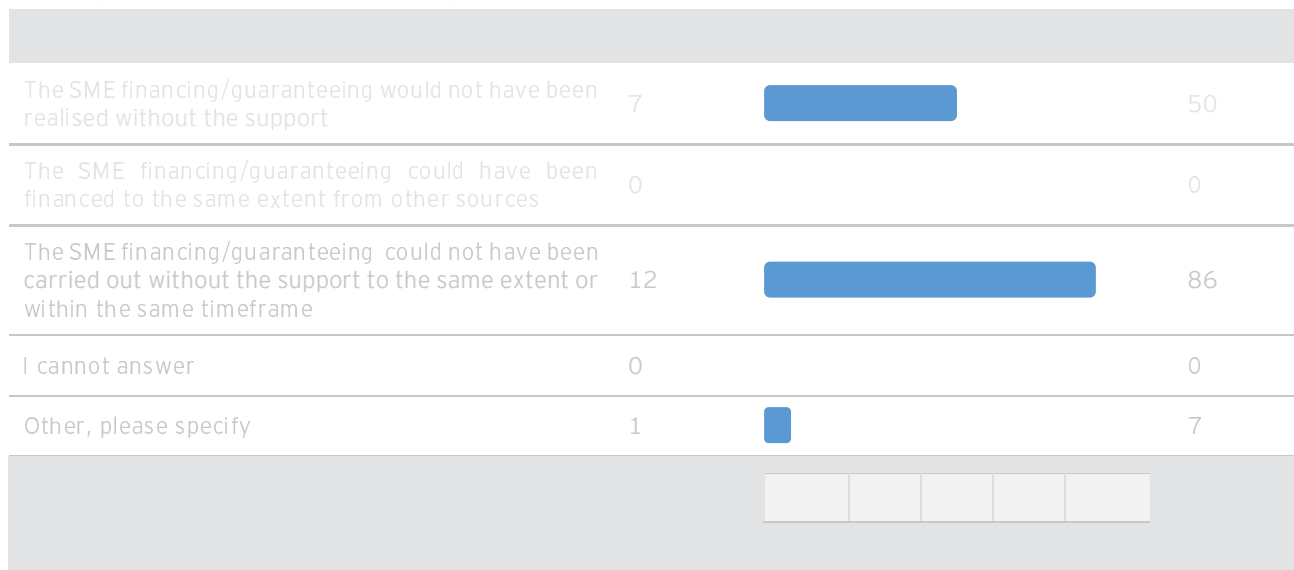 The SME financing/guaranteeing would not have been
realised without the support
7
50
The SME financing/guaranteeing could have been
financed to the same extent from other sources
0
0
The SME financing/guaranteeing could not have been
carried out without the support to the same extent or
within the same timeframe
12
86
I cannot answer
0
0
Other, please specify
1
7